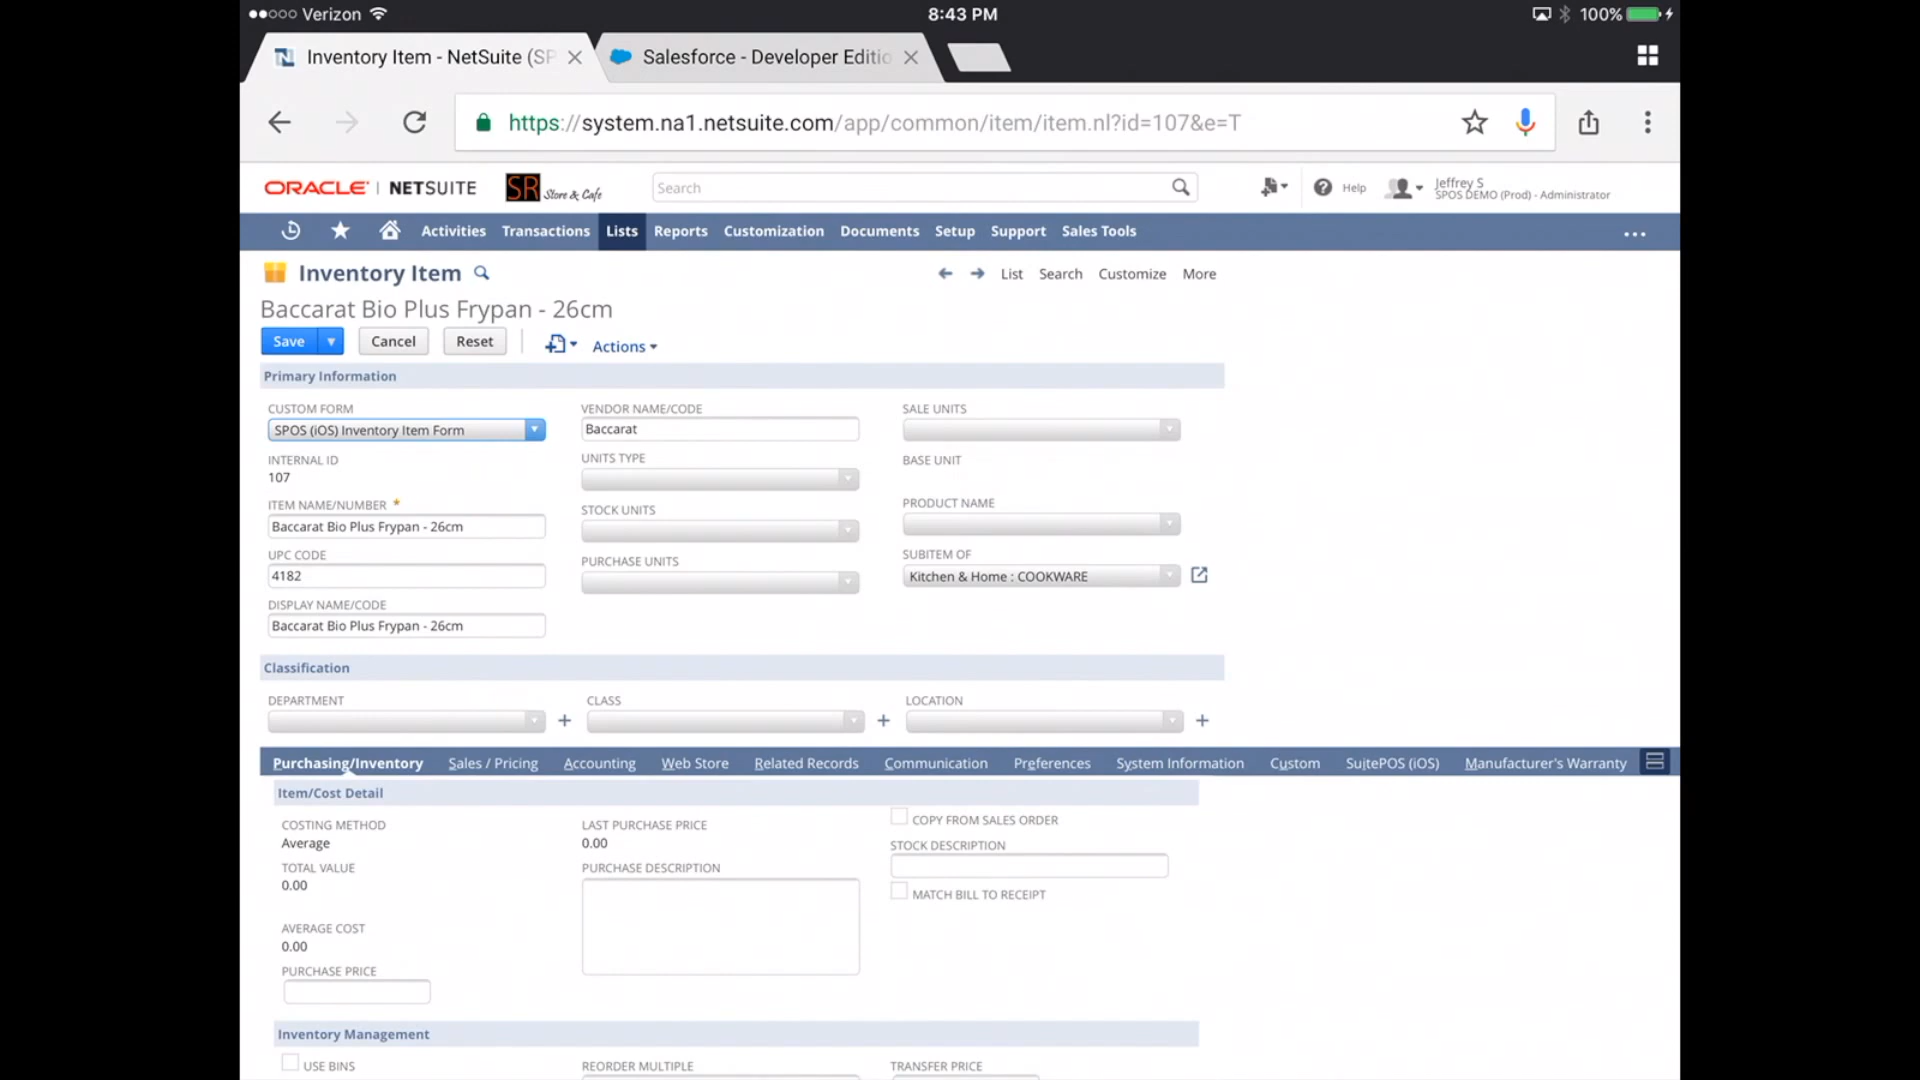 Verizon 8:43 PM 100%
Inventory Item - NetSuite (SP Salesforce - Developer Editio
https://system.na1.netsuite.com/app/common/item/item.nl?id=107&e=T
ORACLE | NETSUITE SR Store & Cafe Search Help Jeffrey S
SPOS DEMO (Prod) - Administrator
Activities Transactions Lists Reports Customization Documents Setup Support Sales Tools
Inventory Item List Search Customize More
Baccarat Bio Plus Frypan - 26cm
Save Cancel Reset Actions
Primary Information
CUSTOM FORM VENDOR NAME/CODE SALE UNITS
SPOS (iOS) Inventory Item Form Baccarat
INTERNAL ID UNITS TYPE BASE UNIT
107
ITEM NAME/NUMBER * STOCK UNITS PRODUCT NAME
Baccarat Bio Plus Frypan - 26cm
UPC CODE PURCHASE UNITS SUBITEM OF
4182 Kitchen & Home : COOKWARE
DISPLAY NAME/CODE
Baccarat Bio Plus Frypan - 26cm
Classification
DEPARTMENT CLASS LOCATION
Purchasing/Inventory Sales / Pricing Accounting Web Store Related Records Communication Preferences System Information Custom SuitePOS (iOS) Manufacturer's Warranty
Item/Cost Detail
COSTING METHOD LAST PURCHASE PRICE COPY FROM SALES ORDER
Average 0.00 STOCK DESCRIPTION
TOTAL VALUE PURCHASE DESCRIPTION
0.00 MATCH BILL TO RECEIPT
AVERAGE COST
0.00
PURCHASE PRICE
Inventory Management
USE BINS REORDER MULTIPLE TRANSFER PRICE